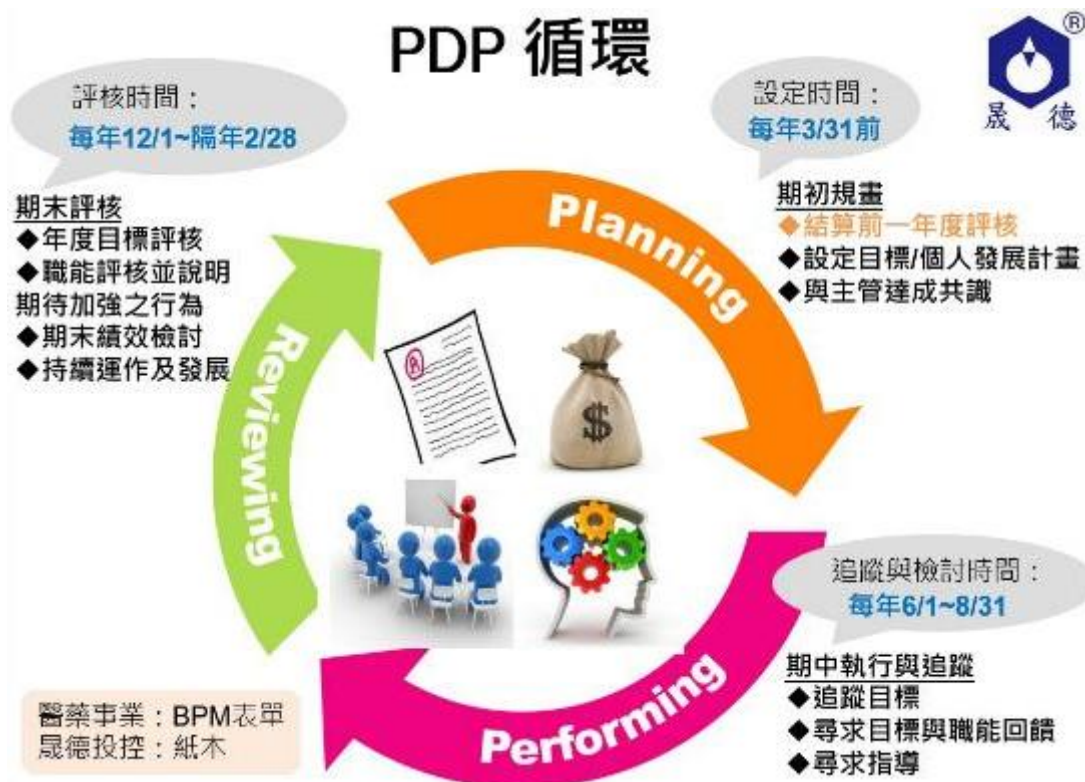 PDP 循環
®
晟 德
評核時間：
每年12/1~隔年2/28
期末評核
◆年度目標評核
◆職能評核並說明
期待加強之行為
◆期末績效檢討
◆持續運作及發展
設定時間：
每年3/31前
期初規畫
◆結算前一年度評核
◆設定目標/個人發展計畫
◆與主管達成共識
Planning
Reviewing
Performing
A
$
追蹤與檢討時間：
每年6/1~8/31
期中執行與追蹤
◆追蹤目標
◆尋求目標與職能回饋
◆尋求指導
醫藥事業：BPM表單
晟德投控：紙木